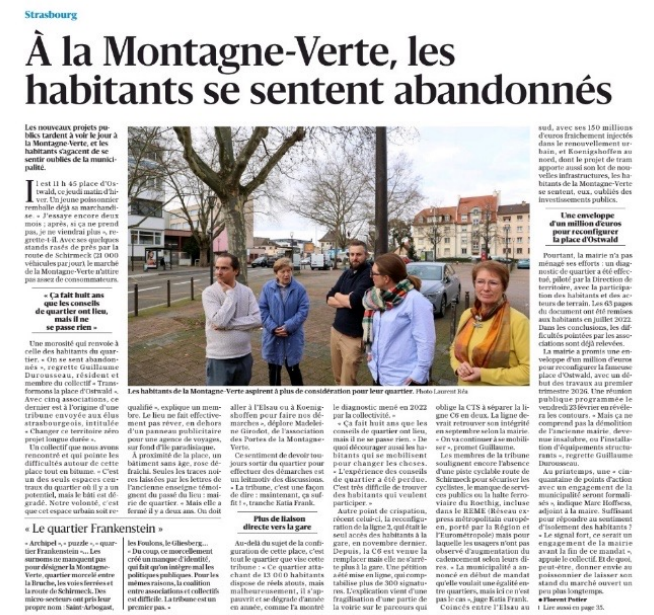 Strasbourg
À la Montagne-Verte, les
habitants se sentent abandonnés
Les nouveaux projets pu-
blics tardent à voir le jour à
la Montagne-Verte, et les
habitants s'agacent de se
sentir oubliés de la munici-
palité.
Il est 11 h 45 place d'Ost-
wald, ce jeudi matin d'hi-
ver. Un jeune poissonnier
remballe déjà sa marchandi-
se. « J'essaye encore deux
mois ; après, si ça ne prend
pas, je ne viendrai plus », re-
grette-t-il. Avec ses quelques
stands rasés de près par la
route de Schirmeck (21 000
véhicules par jour), le marché
de la Montagne-Verte n'attire
pas assez de consommateurs.
« Ça fait huit ans
que les conseils
de quartier ont lieu,
mais il ne
se passe rien »
Une morosité qui renvoie à
celle des habitants du quar-
tier. « On se sent abandon-
nés », regrette Guillaume
Durousseau, résident et
membre du collectif "Trans-
formons la place d'Ostwald".
Avec cinq associations, ce
dernier est à l'origine d'une
tribune envoyée aux élus
strasbourgeois, intitulée
« Changer ce territoire zéro
projet longue durée ».
Un collectif que nous avons
rencontré et qui pointe les
difficultés autour de cette
place tout en bitume. « C'est
un des seuls espaces cen-
traux du quartier où il y a un
potentiel, mais le bâti est dé-
gradé. Notre volonté, c'est
que cet espace urbain soit re-
qualifié », explique un mem-
bre. Le lieu ne fait effective-
ment pas rêver, en dehors
d'un panneau publicitaire
pour une agence de voyages,
sur fond d'île paradisiaque.
À proximité de la place, un
bâtiment sans âge, rose dé-
fraîchi. Seules les traces noi-
res laissées par les lettres de
l'ancienne enseigne témoi-
gnent du passé du lieu : mai-
rie de quartier. « Mais elle a
fermé il y a deux ans. On doit
aller à l'Elsau ou à Koenig-
shoffen pour faire nos dé-
marches », déplore Madelei-
ne Girodet, de l'association
des Portes de la Montagne-
Verte.
Ce sentiment de devoir tou-
jours sortir du quartier pour
effectuer des démarches est
un leitmotiv des discussions.
« La tribune, c'est une façon
de dire : maintenant, ça suf-
fit ! », tranche Katia Frank.
Plus de liaison
directe vers la gare
Au-delà du sujet de la confi-
guration de cette place, c'est
tout le quartier que vise cette
tribune : « Ce quartier atta-
chant de 13 000 habitants
dispose de réels atouts, mais
malheureusement, il s'ap-
pauvrit et se dégrade d'année
en année, comme l'a montré
le diagnostic mené en 2022
par la collectivité. »
« Ça fait huit ans que les
conseils de quartier ont lieu,
mais il ne se passe rien. » De
quoi décourager aussi les ha-
bitants qui se mobilisent
pour changer les choses.
« L'expérience des conseils
de quartier a été perdue.
C'est très difficile de trouver
des habitants qui veulent
participer. »
Autre point de crispation,
récent celui-ci, la reconfigu-
ration de la ligne 2, qui était le
seul accès des habitants à la
gare, en novembre dernier.
Depuis, la C6 est venue la
remplacer mais elle ne s'arrê-
te plus à la gare. Une pétition
a été mise en ligne, qui comp-
tabilise plus de 300 signatu-
res. L'explication vient d'une
fragilisation d'une partie de
la voirie sur le parcours qui
oblige la CTS à séparer la ligne
C6 en deux. La ligne de-
vrait retrouver son intégrité
en septembre selon la mairie.
« On va continuer à se mobili-
ser », promet Guillaume.
Les membres de la tribune
soulignent encore l'absence
d'une piste cyclable route de
Schirmeck pour sécuriser les
cyclistes, le manque de servi-
ces publics ou la halte ferro-
viaire du Roethig, incluse
dans le REME (Réseau ex-
press métropolitain euro-
péen, porté par la Région et
l'Eurométropole) mais pour
laquelle les usagers n'ont pas
observé d'augmentation du
cadencement selon leurs di-
res. « La municipalité a an-
noncé en début de mandat
qu'elle voulait une égalité en-
tre quartiers, mais ici ce n'est
pas le cas », juge Katia Frank.
Coincés entre l'Elsau au
sud, avec ses 150 millions
d'euros fraîchement injectés
dans le renouvellement ur-
bain, et Koenigshoffen au
nord, dont le projet de tram
apporte aussi son lot de nou-
velles infrastructures, les ha-
bitants de la Montagne-Verte
se sentent, eux, oubliés des
investissements publics.
Une enveloppe
d'un million d'euros
pour reconfigurer
la place d'Ostwald
Pourtant, la mairie n'a pas
ménagé ses efforts : un diag-
nostic de quartier a été effec-
tué, piloté par la Direction de
territoire, avec la participa-
tion des habitants et des ac-
teurs de terrain. Les 65 pages
du document ont été remises
aux habitants en juillet 2022.
Dans les conclusions, les dif-
ficultés pointées par les asso-
ciations sont déjà relevées.
La mairie a promis une en-
veloppe d'un million d'euros
pour reconfigurer la fameuse
place d'Ostwald, avec un dé-
but des travaux au premier
trimestre 2026. Une réunion
publique programmée le
vendredi 23 février en révéle-
ra les contours. « Mais ça ne
comprend pas la démolition
de l'ancienne mairie, deve-
nue insalubre, ou l'installa-
tion d'équipements structu-
rants », regrette Guillaume
Durousseau.
Au printemps, une « cin-
quantaine de points d'action
avec un engagement de la
municipalité seront formali-
sés », indique Marc Hoffsess,
adjoint à la maire. Suffisant
pour répondre au sentiment
d'isolement des habitants ?
« Le signal fort, ce serait un
engagement de la mairie
avant la fin de ce mandat »,
appuie le collectif. Et de quoi,
peut-être, donner envie au
poissonnier de laisser son
stand du marché ouvert un
peu plus longtemps.
● Florent Potier
Lire aussi en page 35.
Les habitants de la Montagne-Verte aspirent à plus de considération pour leur quartier. Photo Laurent Réa
« Le quartier Frankenstein »
« Archipel », « puzzle », « quar-
tier Frankenstein »… Les
surnoms ne manquent pas
pour désigner la Montagne-
Verte, quartier morcelé entre
la Bruche, les voies ferrées et
la route de Schirmeck. Des
micro-secteurs ont pris leur
propre nom : Saint-Arbogast,
les Foulons, le Gliesberg…
« Du coup, ce morcellement
créé un manque d'identité,
qui fait qu'on intègre mal les
politiques publiques. Pour les
mêmes raisons, la coalition
entre associations et collectifs
est difficile. La tribune est un
premier pas. »